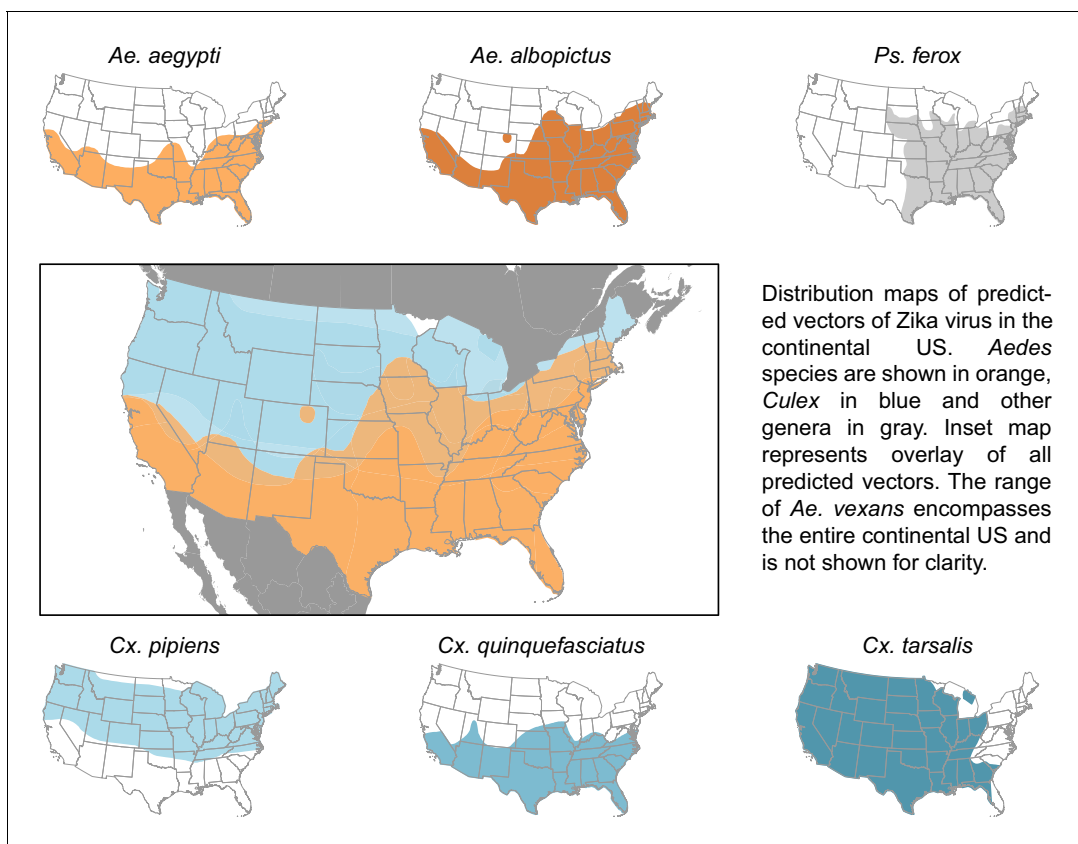 Ae. aegypti
Ae. albopictus
Ps. ferox
Distribution maps of predict-
ed vectors of Zika virus in the
continental US. Aedes
species are shown in orange,
Culex in blue and other
genera in gray. Inset map
represents overlay of all
predicted vectors. The range
of Ae. vexans encompasses
the entire continental US and
is not shown for clarity.
Cx. pipiens
Cx. quinquefasciatus
Cx. tarsalis